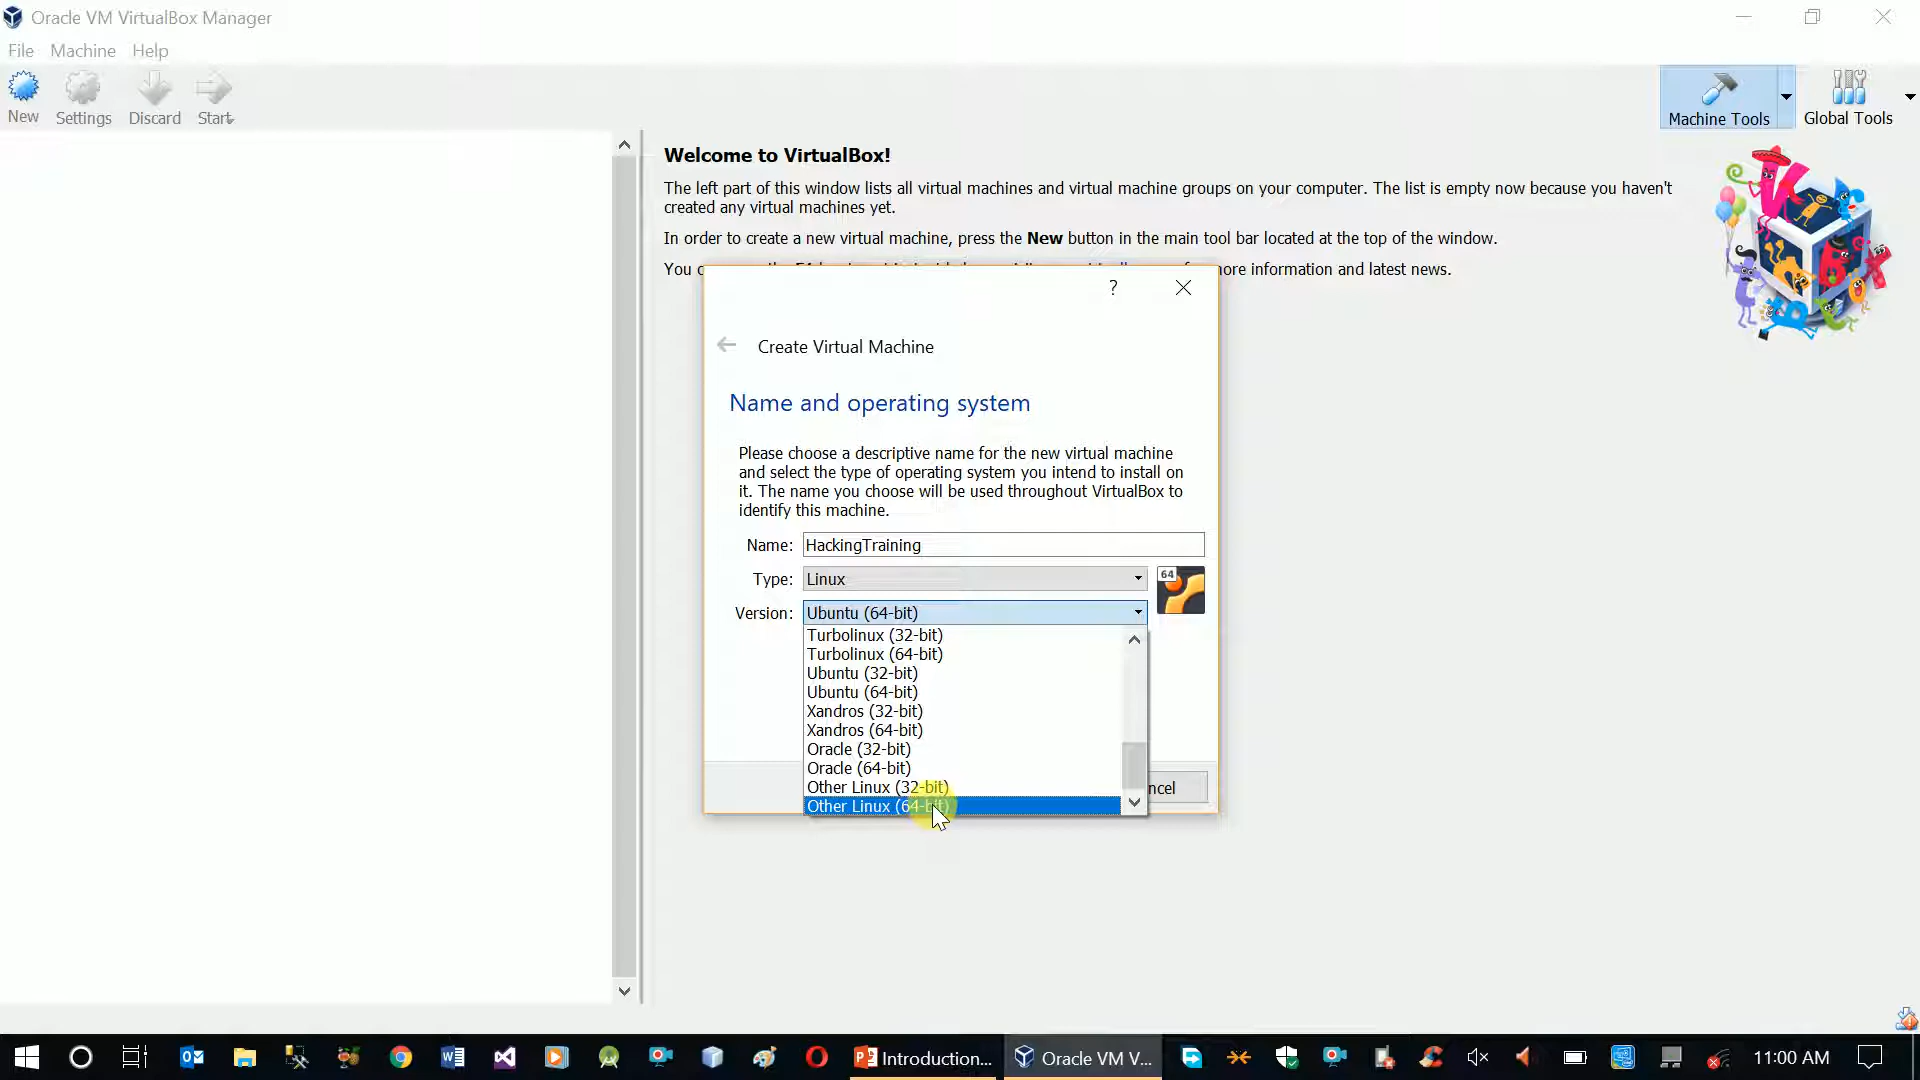 Oracle VM VirtualBox Manager
File Machine Help
New Settings Discard Start
Machine Tools Global Tools
Welcome to VirtualBox!
The left part of this window lists all virtual machines and virtual machine groups on your computer. The list is empty now because you haven't
created any virtual machines yet.
In order to create a new virtual machine, press the New button in the main tool bar located at the top of the window.
You
more information and latest news.
?
Create Virtual Machine
Name and operating system
Please choose a descriptive name for the new virtual machine
and select the type of operating system you intend to install on
it. The name you choose will be used throughout VirtualBox to
identify this machine.
Name: HackingTraining
Type: Linux
64
Version: Ubuntu (64-bit)
Turbolinux (32-bit)
Turbolinux (64-bit)
Ubuntu (32-bit)
Ubuntu (64-bit)
Xandros (32-bit)
Xandros (64-bit)
Oracle (32-bit)
Oracle (64-bit)
Other Linux (32-bit)
ncel
Other Linux (64-bit)
Introduction... Oracle VM V... 11:00 AM